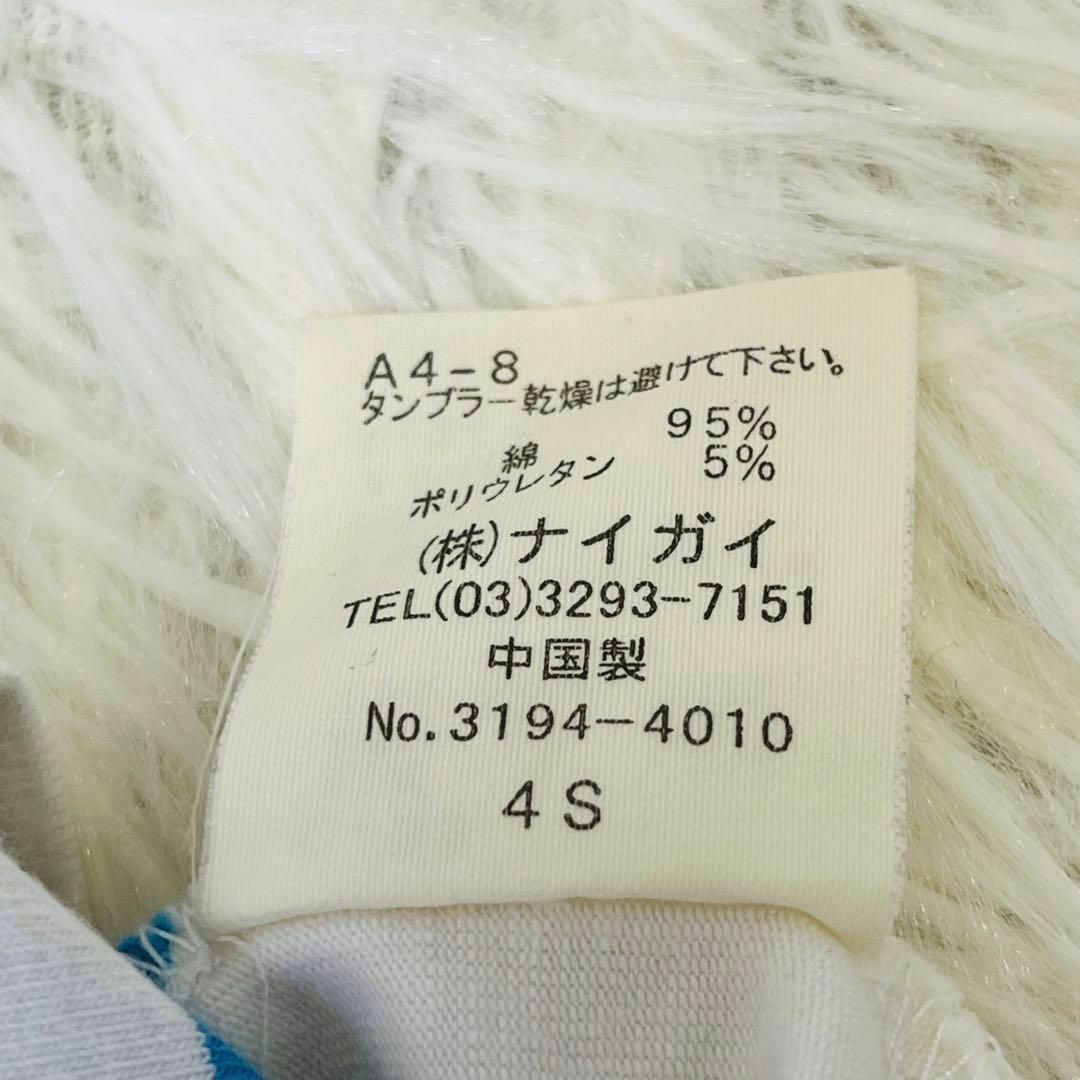 A4-8
タンブラー乾燥は避けて下さい。
綿 95%
ポリウレタン 5%
(株)ナイガイ
TEL(03)3293-7151
中国製
No.3194-4010
4S